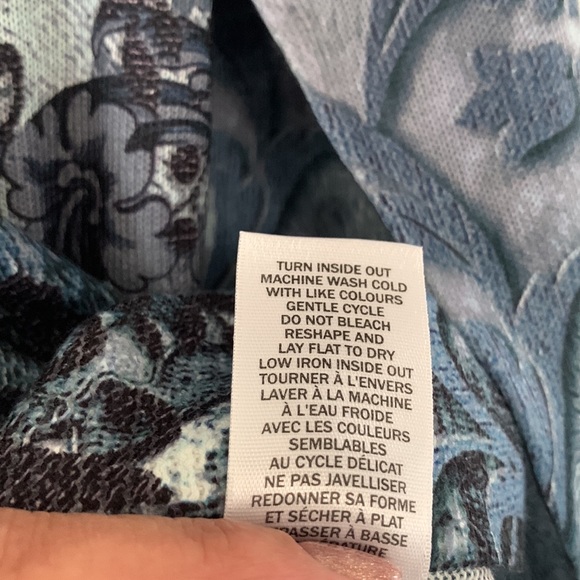 TURN INSIDE OUT
MACHINE WASH COLD
WITH LIKE COLOURS
GENTLE CYCLE
DO NOT BLEACH
RESHAPE AND
LAY FLAT TO DRY
LOW IRON INSIDE OUT
TOURNER À L'ENVERS
LAVER À LA MACHINE
À L'EAU FROIDE
AVEC LES COULEURS
SEMBLABLES
AU CYCLE DÉLICAT
NE PAS JAVELLISER
REDONNER SA FORME
ET SÉCHER À PLAT
À BASSE